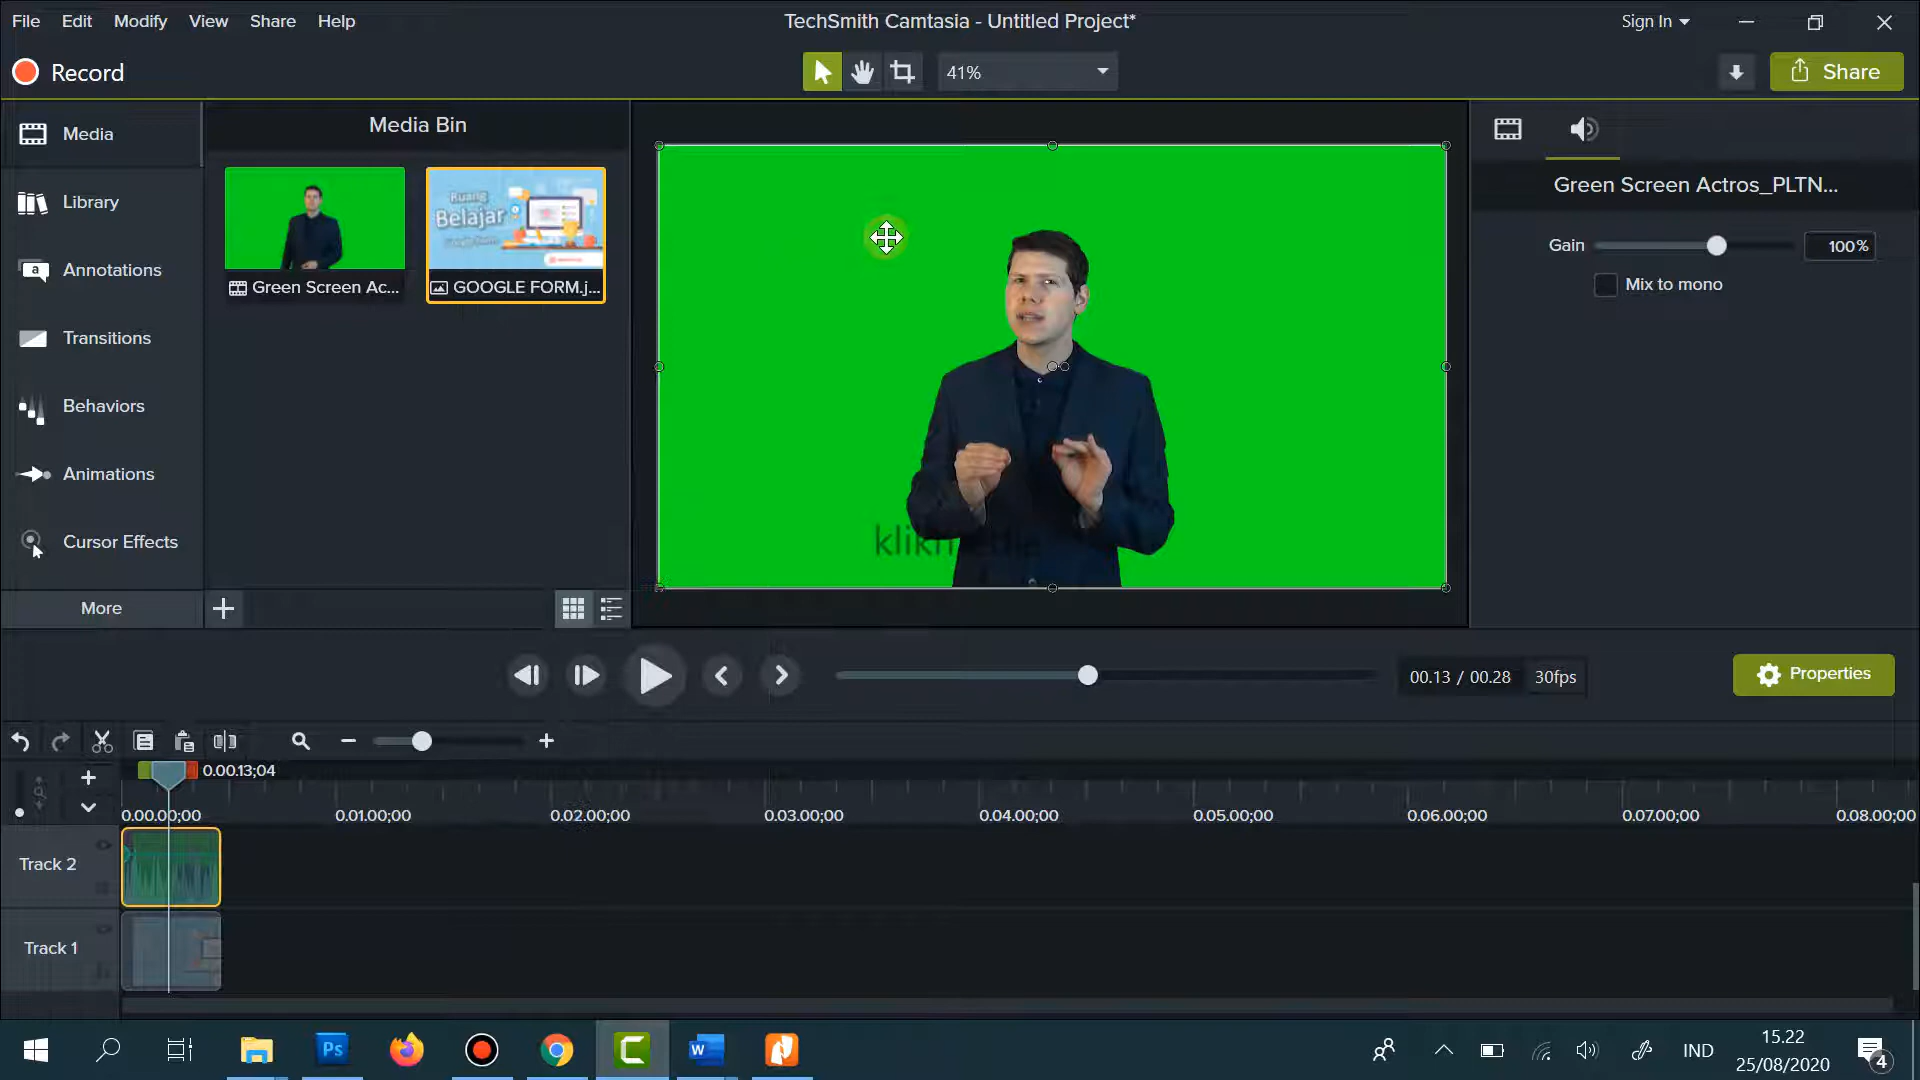 File Edit Modify View Share Help
TechSmith Camtasia - Untitled Project*
Sign In
Record
41%
Share
Media
Library
Annotations
a
Transitions
Behaviors
Animations
Cursor Effects
More
Media Bin
Green Screen Ac...
Ruang
Belajar
GOOGLE FORM.j...
Green Screen Actros_PLTN...
Gain
100%
Mix to mono
00.13 / 00.28
30fps
Properties
0.00.13;04
0.00.00;00 0.01.00;00 0.02.00;00 0.03.00;00 0.04.00;00 0.05.00;00 0.06.00;00 0.07.00;00 0.08.00;00
Track 2
Track 1
Ps
W
IND
15.22
25/08/2020
4